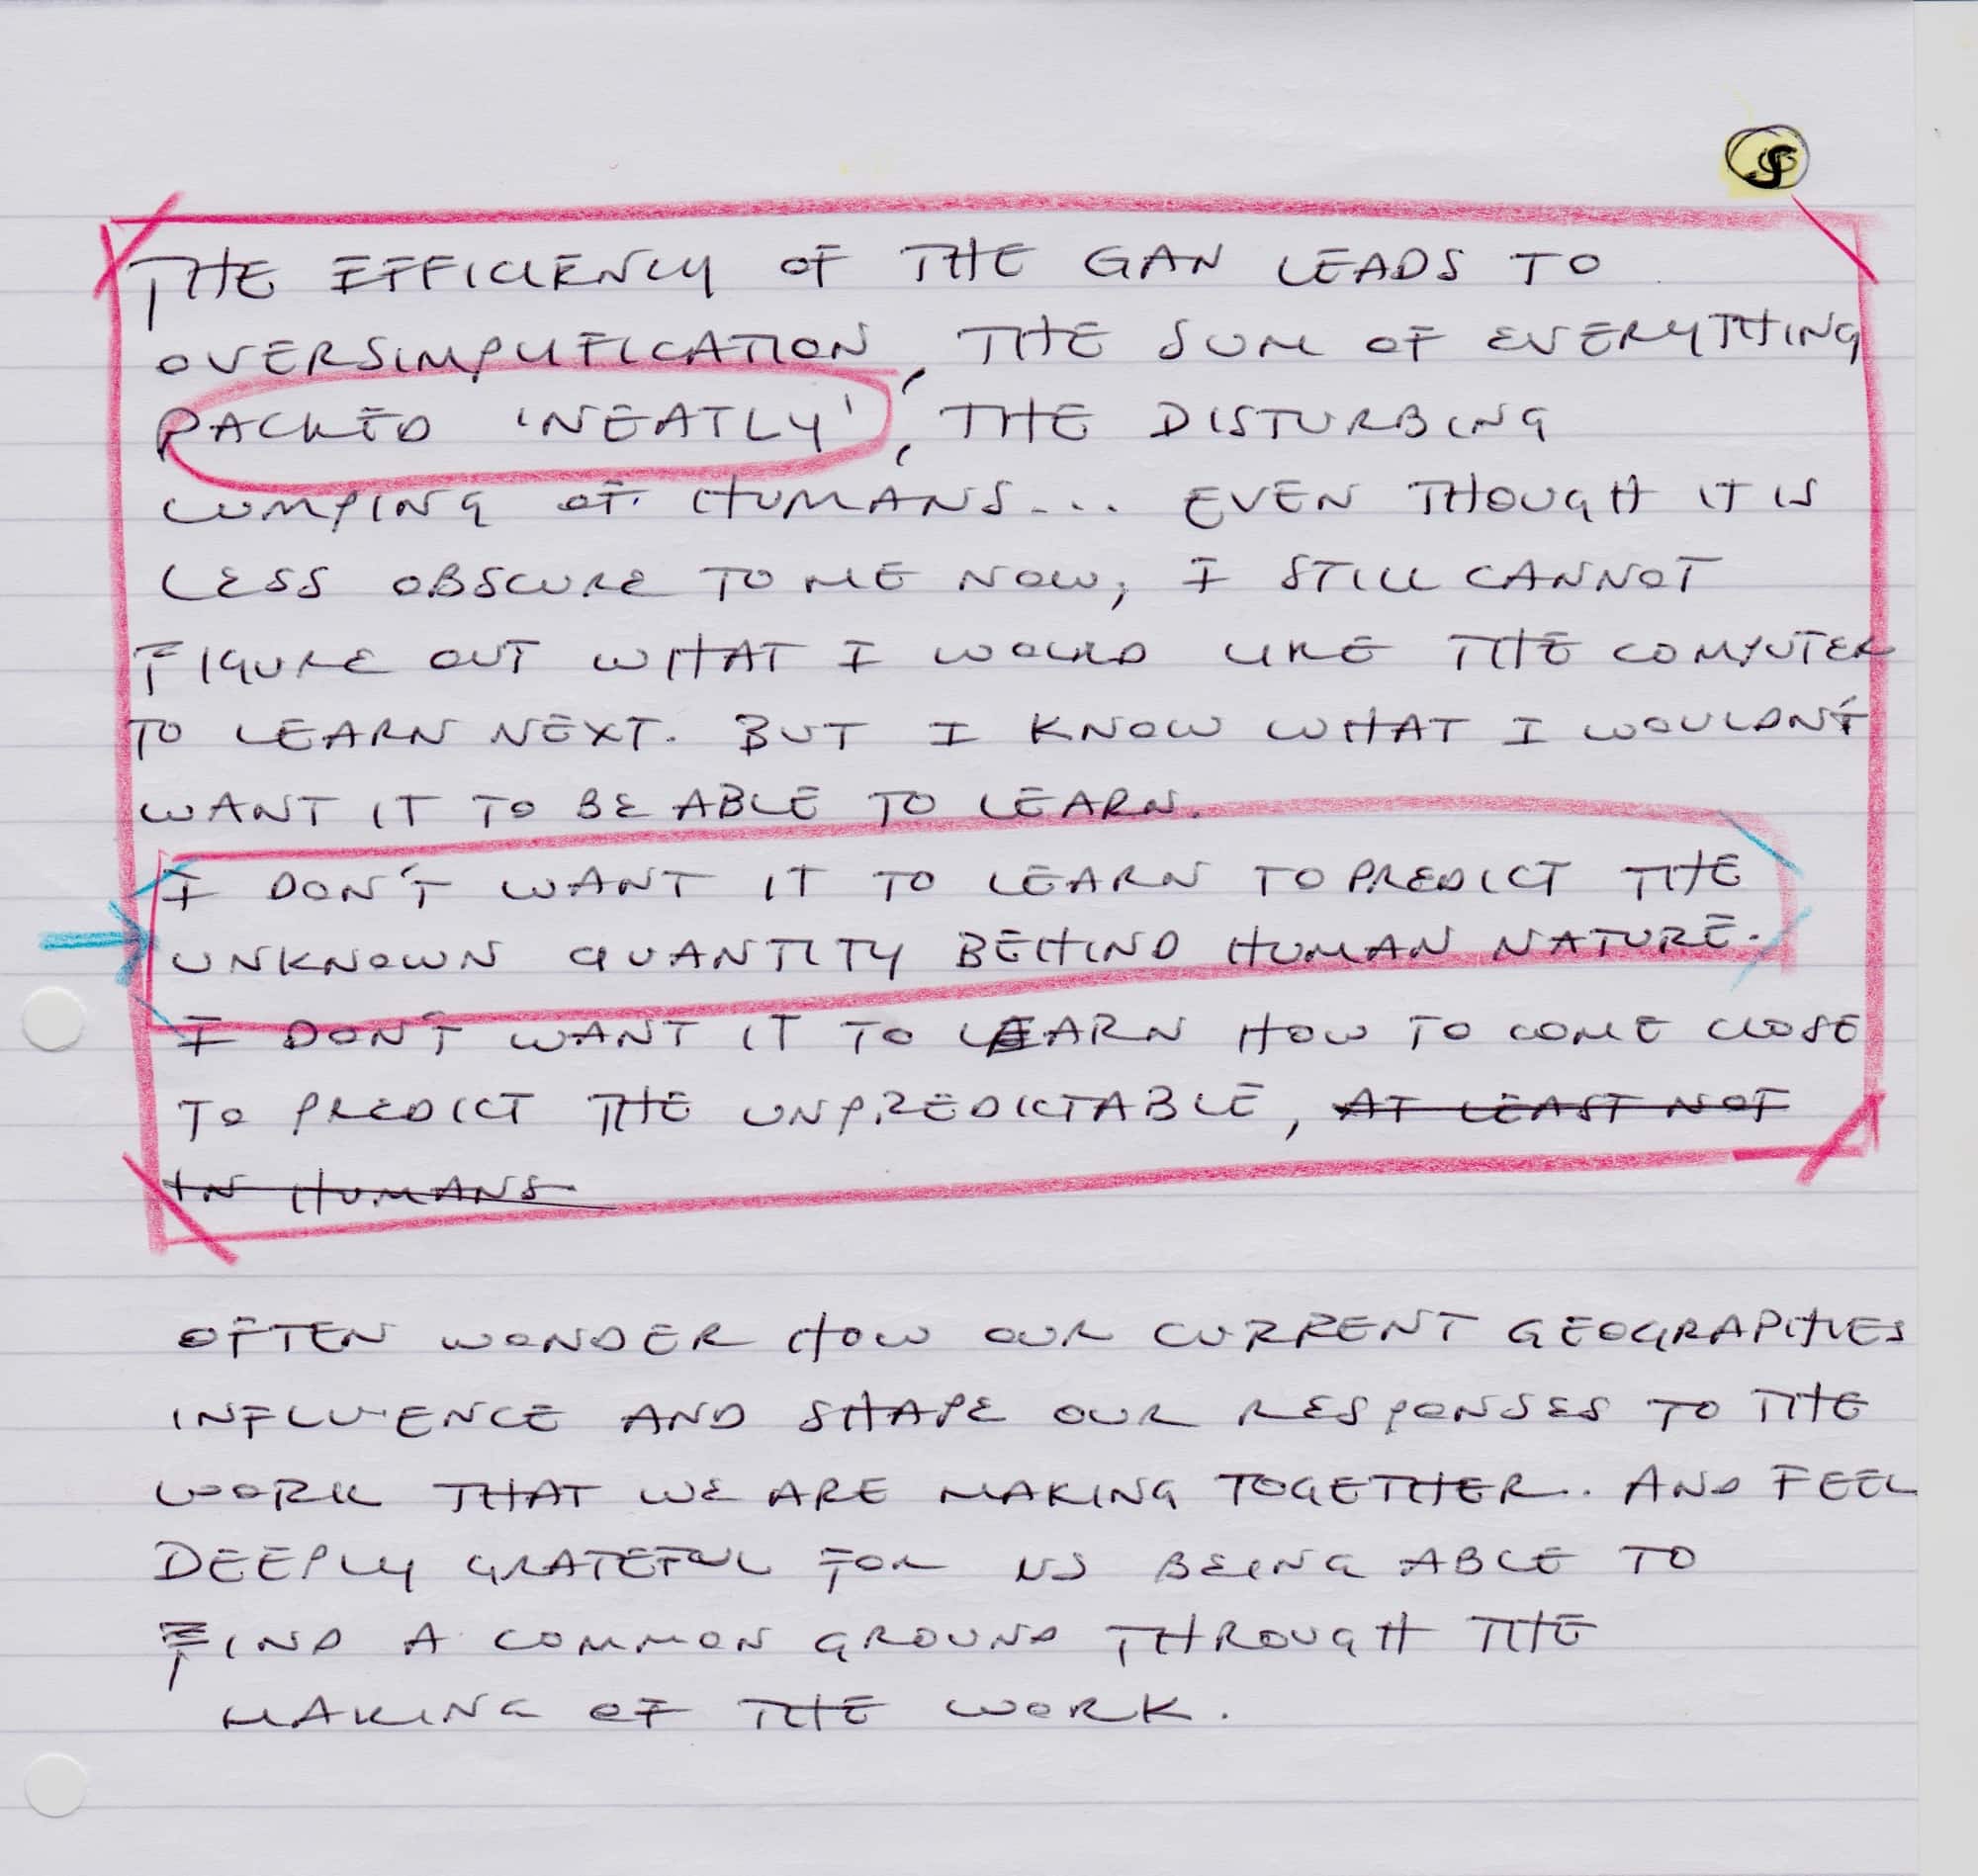 THE EFFICIENCY OF THE GAN LEADS TO
OVERSIMPLIFICATION, THE SUM OF EVERYTHING
PACKED 'NEATLY', THE DISTURBING
LUMPING OF HUMANS... EVEN THOUGH IT IS
LESS OBSCURE TO ME NOW, I STILL CANNOT
FIGURE OUT WHAT I WOULD LIKE THE COMPUTER
TO LEARN NEXT. BUT I KNOW WHAT I WOULDN'T
WANT IT TO BE ABLE TO LEARN.
I DON'T WANT IT TO LEARN TO PREDICT THE
UNKNOWN QUANTITY BEHIND HUMAN NATURE.
I DON'T WANT IT TO LEARN HOW TO COME CLOSE
TO PREDICT THE UNPREDICTABLE, AT LEAST NOT
IN HUMANS
OFTEN WONDER HOW OUR CURRENT GEOGRAPHIES
INFLUENCE AND SHAPE OUR RESPONSES TO THE
WORK THAT WE ARE MAKING TOGETHER.. AND FEEL
DEEPLY GRATEFUL FOR US BEING ABLE TO
FIND A COMMON GROUND THROUGH THE
MAKING OF THE WORK.